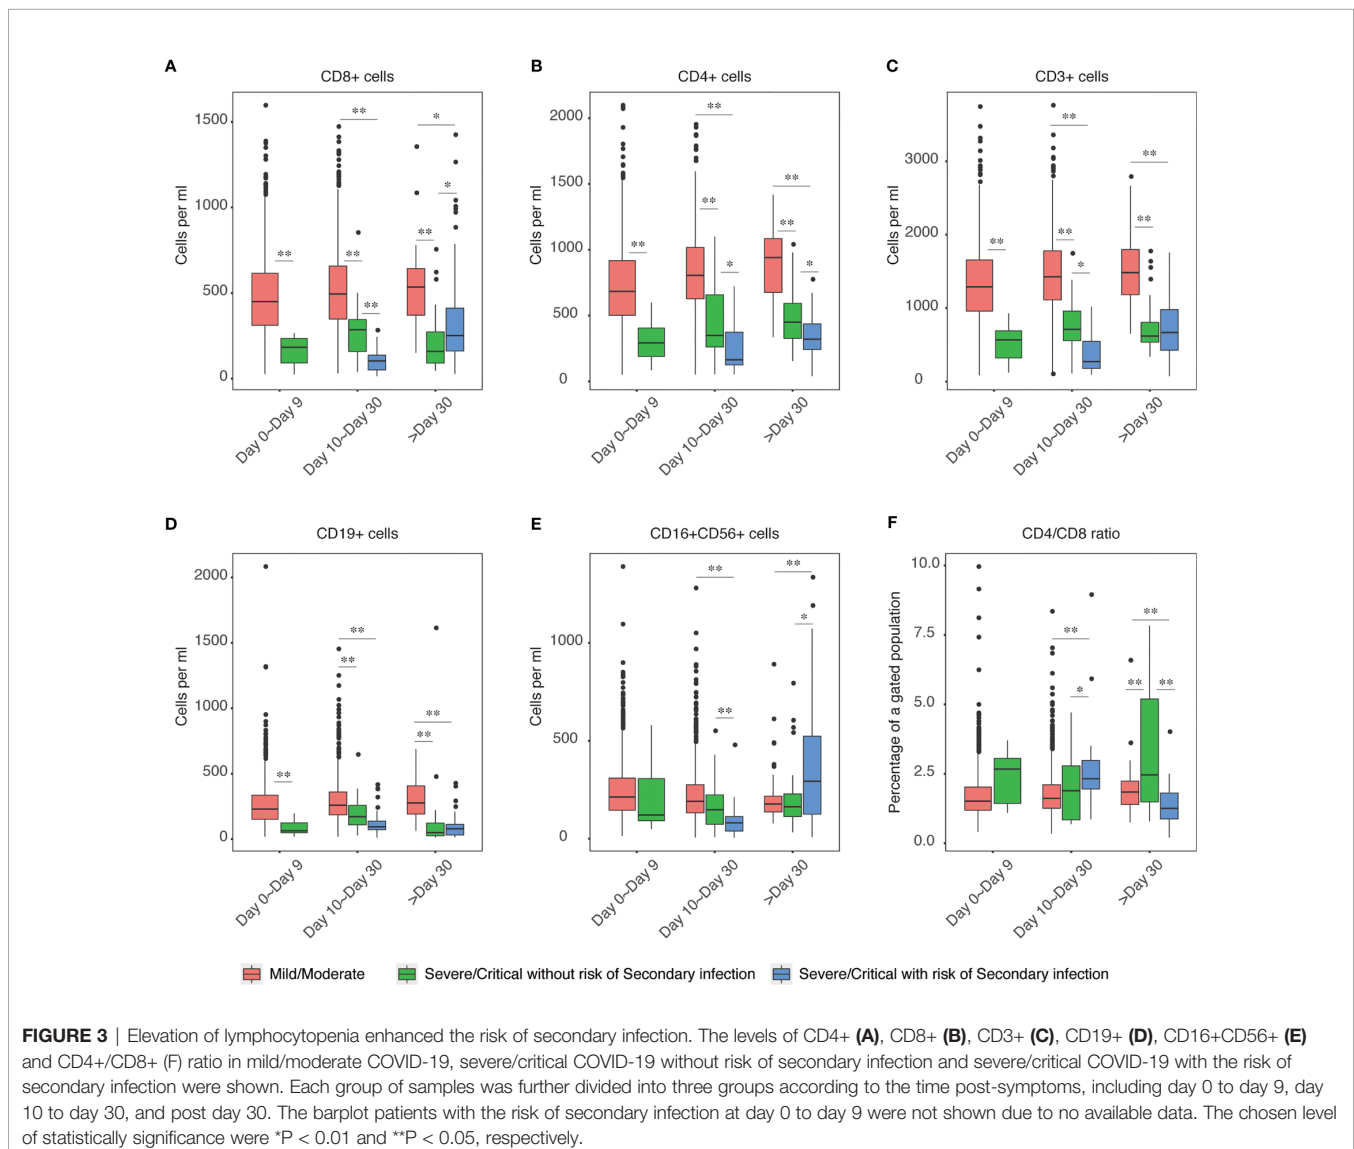 A
CD8+ cells
Cells per ml
1500
1000
500
0
** ** ** ** ** * *
Day 0~Day 9
Day 10~Day 30
>Day 30
B
CD4+ cells
Cells per ml
2000
1500
1000
500
0
** ** ** * ** ** *
Day 0~Day 9
Day 10~Day 30
>Day 30
C
CD3+ cells
Cells per ml
3000
2000
1000
0
** ** ** * ** **
Day 0~Day 9
Day 10~Day 30
>Day 30
D
CD19+ cells
Cells per ml
2000
1500
1000
500
0
** ** ** ** **
Day 0~Day 9
Day 10~Day 30
>Day 30
E
CD16+CD56+ cells
Cells per ml
1000
500
0
** ** ** *
Day 0~Day 9
Day 10~Day 30
>Day 30
F
CD4/CD8 ratio
Percentage of a gated population
10.0
7.5
5.0
2.5
0.0
** * ** ** **
Day 0~Day 9
Day 10~Day 30
>Day 30
Mild/Moderate Severe/Critical without risk of Secondary infection Severe/Critical with risk of Secondary infection
FIGURE 3 | Elevation of lymphocytopenia enhanced the risk of secondary infection. The levels of CD4+ (A), CD8+ (B), CD3+ (C), CD19+ (D), CD16+CD56+ (E)
and CD4+/CD8+ (F) ratio in mild/moderate COVID-19, severe/critical COVID-19 without risk of secondary infection and severe/critical COVID-19 with the risk of
secondary infection were shown. Each group of samples was further divided into three groups according to the time post-symptoms, including day 0 to day 9, day
10 to day 30, and post day 30. The barplot patients with the risk of secondary infection at day 0 to day 9 were not shown due to no available data. The chosen level
of statistically significance were *P < 0.01 and **P < 0.05, respectively.